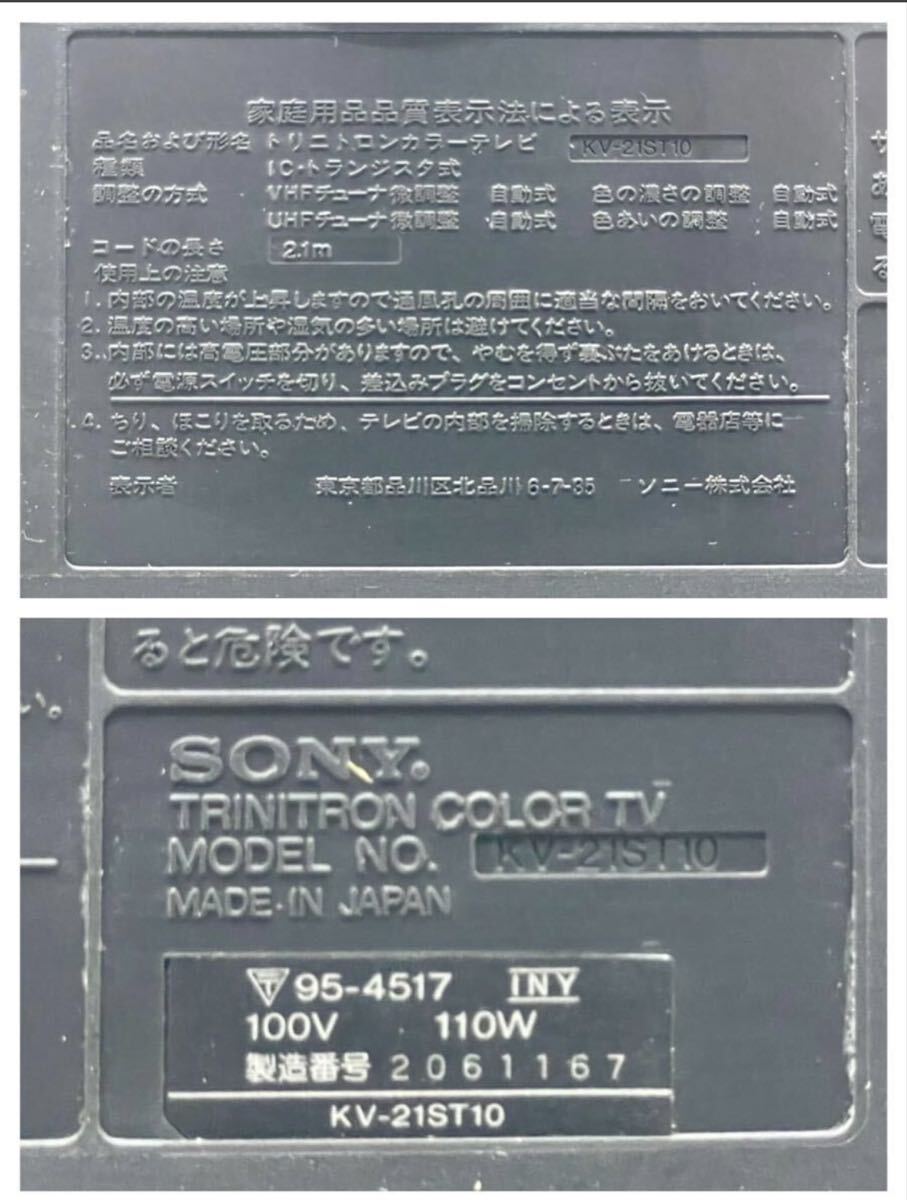 家庭用品品質表示法による表示
品名および形名 トリニトロンカラーテレビ KV-21ST10
種類 IC・トランジスタ式
調整の方式 VHFチューナ微調整 自動式 色の濃さの調整 自動式
UHFチューナ微調整 自動式 色あいの調整 自動式
コードの長さ 2.1m
使用上の注意
1. 内部の温度が上昇しますので通風孔の周囲に適当な間隔をおいてください。
2. 温度の高い場所や湿気の多い場所は避けてください。
3. 内部には高電圧部分がありますので、やむを得ず裏ぶたをあけるときは、
必ず電源スイッチを切り、差込みプラグをコンセントから抜いてください。
4. ちり、ほこりを取るため、テレビの内部を掃除するときは、電器店等に
ご相談ください。
表示者 東京都品川区北品川6-7-35 ソニー株式会社
サ
あ
電
る
ると危険です。
い。
SONY®
TRINITRON COLOR TV
MODEL NO. KV-21ST10
MADE IN JAPAN
T 95-4517 INY
100V 110W
製造番号 2061167
KV-21ST10